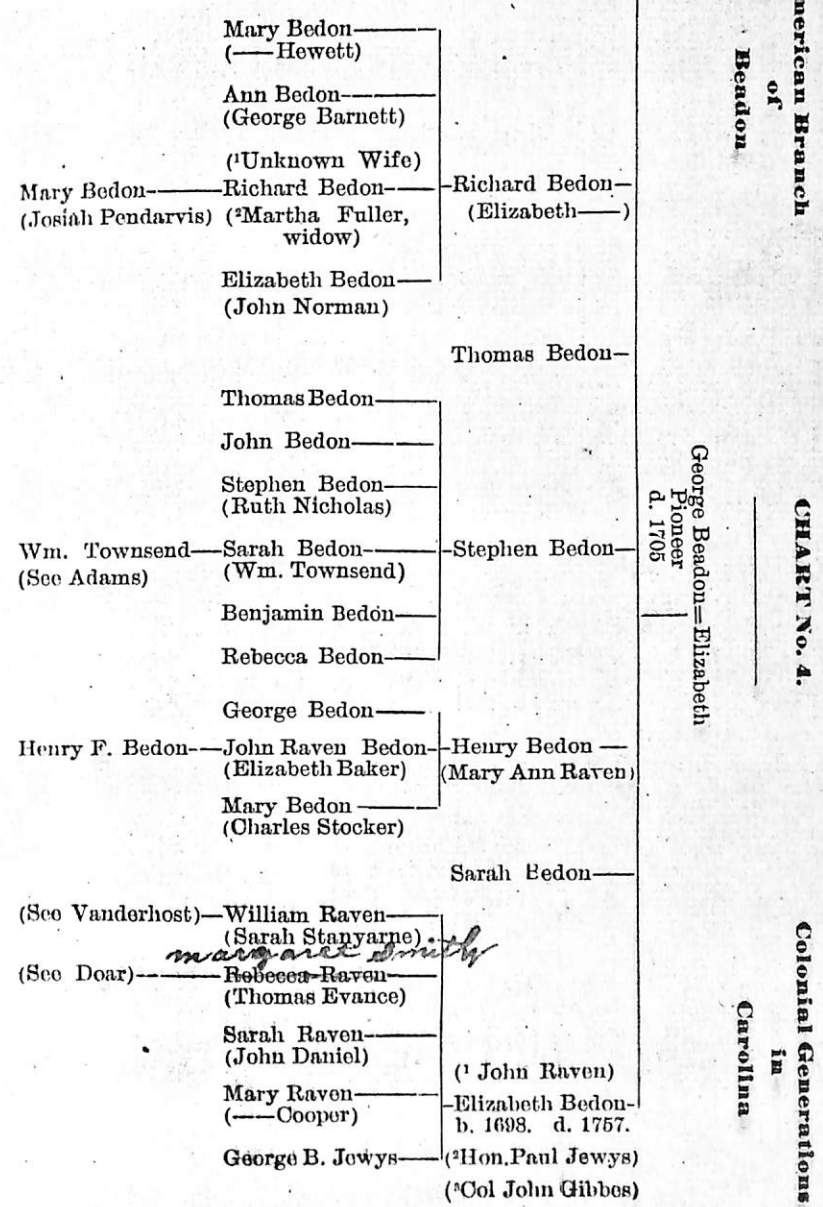 American Branch
of
Beadon
CHART No. 4.
Colonial Generations
in
Carolina
George Beadon=Elizabeth
Pioneer
d. 1705
Mary Bedon
(——Hewett)
Ann Bedon
(George Barnett)
(¹Unknown Wife)
Mary Bedon-——Richard Bedon-——Richard Bedon—
(Josiah Pendarvis) (²Martha Fuller, (Elizabeth——)
widow)
Elizabeth Bedon
(John Norman)
Thomas Bedon—
Thomas Bedon——
John Bedon——
Stephen Bedon——
(Ruth Nicholas)
Wm. Townsend——Sarah Bedon-——Stephen Bedon—
(See Adams) (Wm. Townsend)
Benjamin Bedon——
Rebecca Bedon-——
George Bedon——
Henry F. Bedon-—John Raven Bedon-—Henry Bedon —
(Elizabeth Baker) (Mary Ann Raven)
Mary Bedon ——
(Charles Stocker)
Sarah Bedon——
(See Vanderhost)—William Raven——
(Sarah Stanyarne)
margaret Smith
(See Doar)-——Rebecca Raven——
(Thomas Evance)
Sarah Raven——
(John Daniel)
(¹ John Raven)
Mary Raven——
(——Cooper)
Elizabeth Bedon-
b. 1698. d. 1757.
George B. Jewys——(²Hon.Paul Jewys)
(³Col John Gibbes)